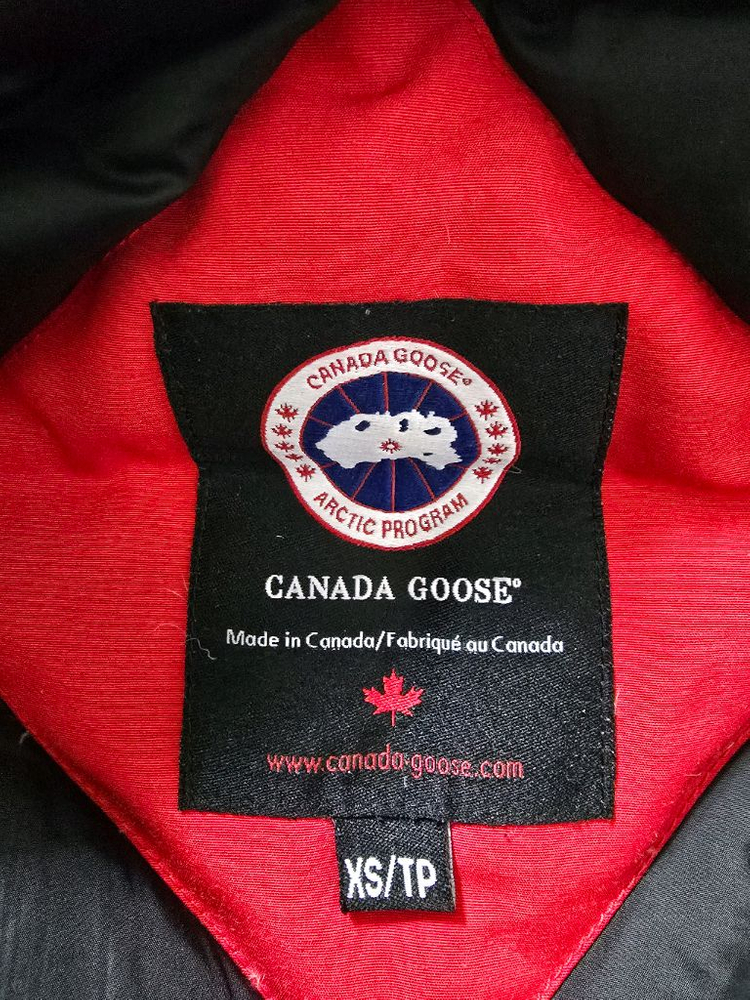 CANADA GOOSE®
ARCTIC PROGRAM
CANADA GOOSE®
Made in Canada/Fabriqué au Canada
www.canada-goose.com
XS/TP